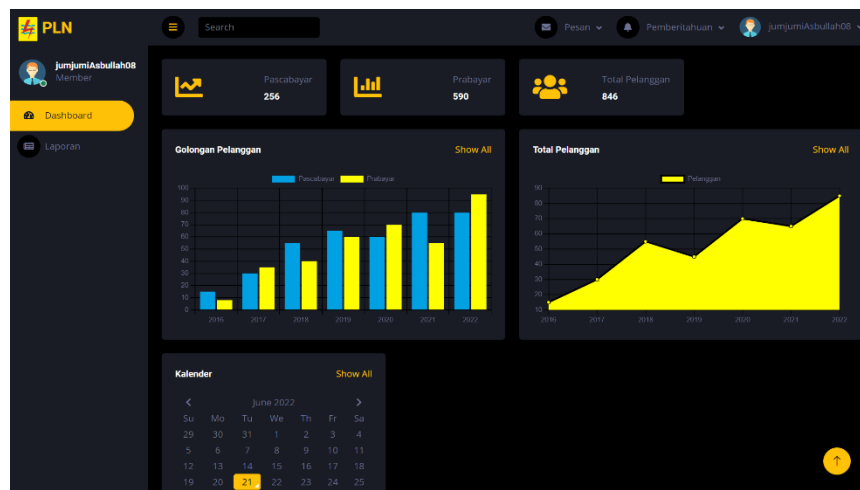 PLN
Search
Pesan
Pemberitahuan
jumjumiAsbullah08
jumjumiAsbullah08
Member
Dashboard
Laporan
Pascabayar
256
Prabayar
590
Total Pelanggan
846
Golongan Pelanggan
Show All
Pascabayar
Prabayar
100
90
80
70
60
50
40
30
20
10
0
2016 2017 2018 2019 2020 2021 2022
Total Pelanggan
Show All
Pelanggan
90
80
70
60
50
40
30
20
10
2016 2017 2018 2019 2020 2021 2022
Kalender
Show All
June 2022
Su Mo Tu We Th Fr Sa
29 30 31 1 2 3 4
5 6 7 8 9 10 11
12 13 14 15 16 17 18
19 20 21 22 23 24 25